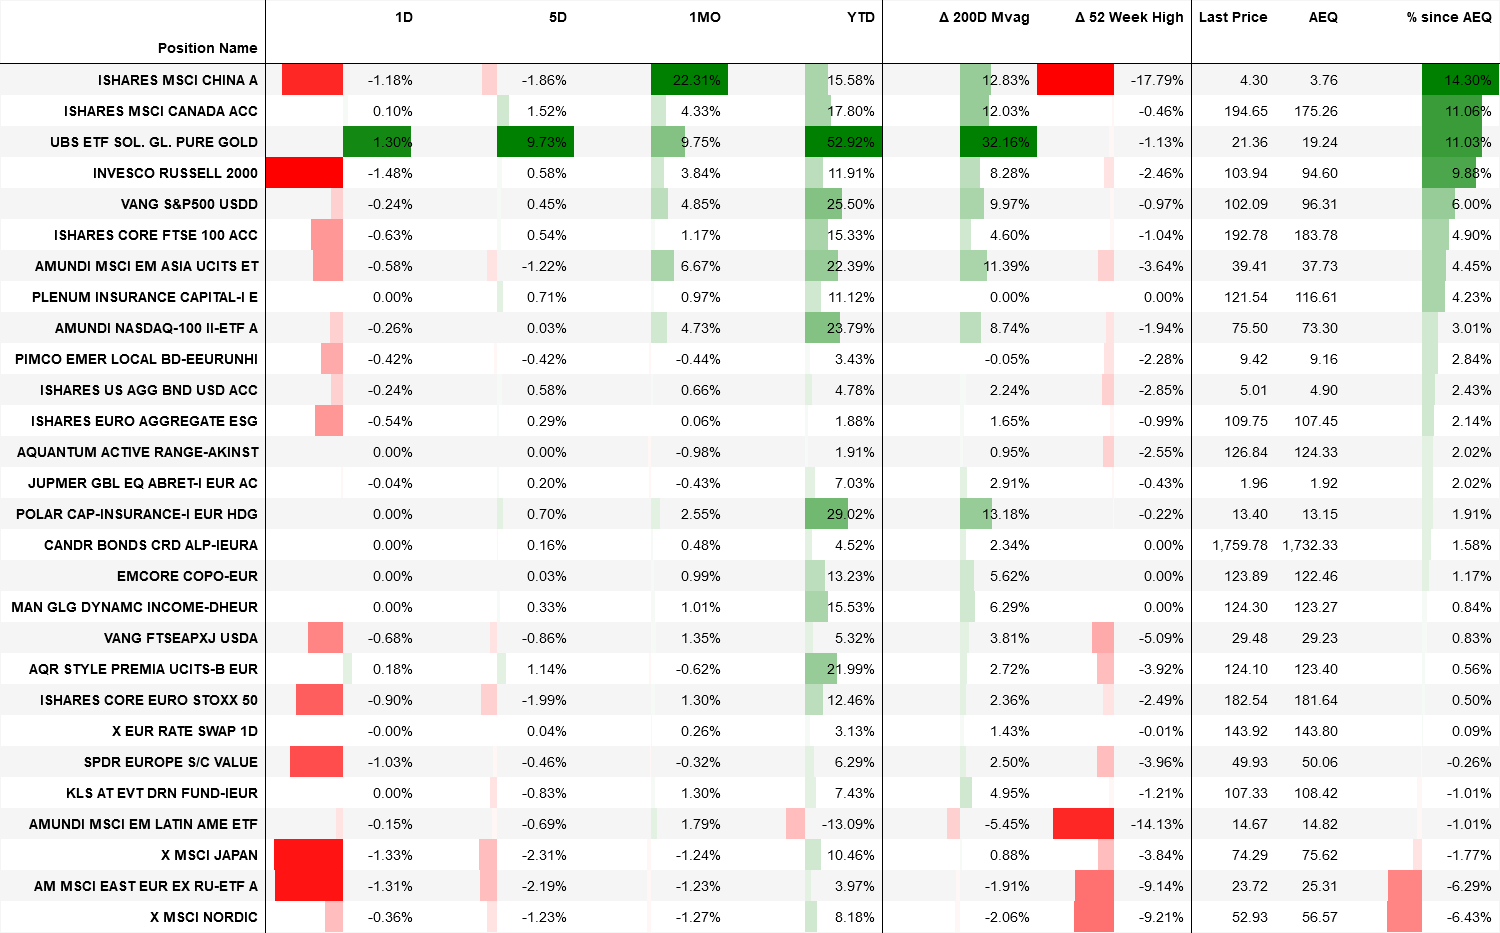 1D 5D 1MO YTD Δ 200D Mvag Δ 52 Week High Last Price AEQ % since AEQ
Position Name
ISHARES MSCI CHINA A -1.18% -1.86% 22.31% 15.58% 12.83% -17.79% 4.30 3.76 14.30%
ISHARES MSCI CANADA ACC 0.10% 1.52% 4.33% 17.80% 12.03% -0.46% 194.65 175.26 11.06%
UBS ETF SOL. GL. PURE GOLD 1.30% 9.73% 9.75% 52.92% 32.16% -1.13% 21.36 19.24 11.03%
INVESCO RUSSELL 2000 -1.48% 0.58% 3.84% 11.91% 8.28% -2.46% 103.94 94.60 9.88%
VANG S&P500 USDD -0.24% 0.45% 4.85% 25.50% 9.97% -0.97% 102.09 96.31 6.00%
ISHARES CORE FTSE 100 ACC -0.63% 0.54% 1.17% 15.33% 4.60% -1.04% 192.78 183.78 4.90%
AMUNDI MSCI EM ASIA UCITS ET -0.58% -1.22% 6.67% 22.39% 11.39% -3.64% 39.41 37.73 4.45%
PLENUM INSURANCE CAPITAL-I E 0.00% 0.71% 0.97% 11.12% 0.00% 0.00% 121.54 116.61 4.23%
AMUNDI NASDAQ-100 II-ETF A -0.26% 0.03% 4.73% 23.79% 8.74% -1.94% 75.50 73.30 3.01%
PIMCO EMER LOCAL BD-EEURUNHI -0.42% -0.42% -0.44% 3.43% -0.05% -2.28% 9.42 9.16 2.84%
ISHARES US AGG BND USD ACC -0.24% 0.58% 0.66% 4.78% 2.24% -2.85% 5.01 4.90 2.43%
ISHARES EURO AGGREGATE ESG -0.54% 0.29% 0.06% 1.88% 1.65% -0.99% 109.75 107.45 2.14%
AQUANTUM ACTIVE RANGE-AKINST 0.00% 0.00% -0.98% 1.91% 0.95% -2.55% 126.84 124.33 2.02%
JUPMER GBL EQ ABRET-I EUR AC -0.04% 0.20% -0.43% 7.03% 2.91% -0.43% 1.96 1.92 2.02%
POLAR CAP-INSURANCE-I EUR HDG 0.00% 0.70% 2.55% 29.02% 13.18% -0.22% 13.40 13.15 1.91%
CANDR BONDS CRD ALP-IEURA 0.00% 0.16% 0.48% 4.52% 2.34% 0.00% 1,759.78 1,732.33 1.58%
EMCORE COPO-EUR 0.00% 0.03% 0.99% 13.23% 5.62% 0.00% 123.89 122.46 1.17%
MAN GLG DYNAMC INCOME-DHEUR 0.00% 0.33% 1.01% 15.53% 6.29% 0.00% 124.30 123.27 0.84%
VANG FTSEAPXJ USDA -0.68% -0.86% 1.35% 5.32% 3.81% -5.09% 29.48 29.23 0.83%
AQR STYLE PREMIA UCITS-B EUR 0.18% 1.14% -0.62% 21.99% 2.72% -3.92% 124.10 123.40 0.56%
ISHARES CORE EURO STOXX 50 -0.90% -1.99% 1.30% 12.46% 2.36% -2.49% 182.54 181.64 0.50%
X EUR RATE SWAP 1D -0.00% 0.04% 0.26% 3.13% 1.43% -0.01% 143.92 143.80 0.09%
SPDR EUROPE S/C VALUE -1.03% -0.46% -0.32% 6.29% 2.50% -3.96% 49.93 50.06 -0.26%
KLS AT EVT DRN FUND-IEUR 0.00% -0.83% 1.30% 7.43% 4.95% -1.21% 107.33 108.42 -1.01%
AMUNDI MSCI EM LATIN AME ETF -0.15% -0.69% 1.79% -13.09% -5.45% -14.13% 14.67 14.82 -1.01%
X MSCI JAPAN -1.33% -2.31% -1.24% 10.46% 0.88% -3.84% 74.29 75.62 -1.77%
AM MSCI EAST EUR EX RU-ETF A -1.31% -2.19% -1.23% 3.97% -1.91% -9.14% 23.72 25.31 -6.29%
X MSCI NORDIC -0.36% -1.23% -1.27% 8.18% -2.06% -9.21% 52.93 56.57 -6.43%